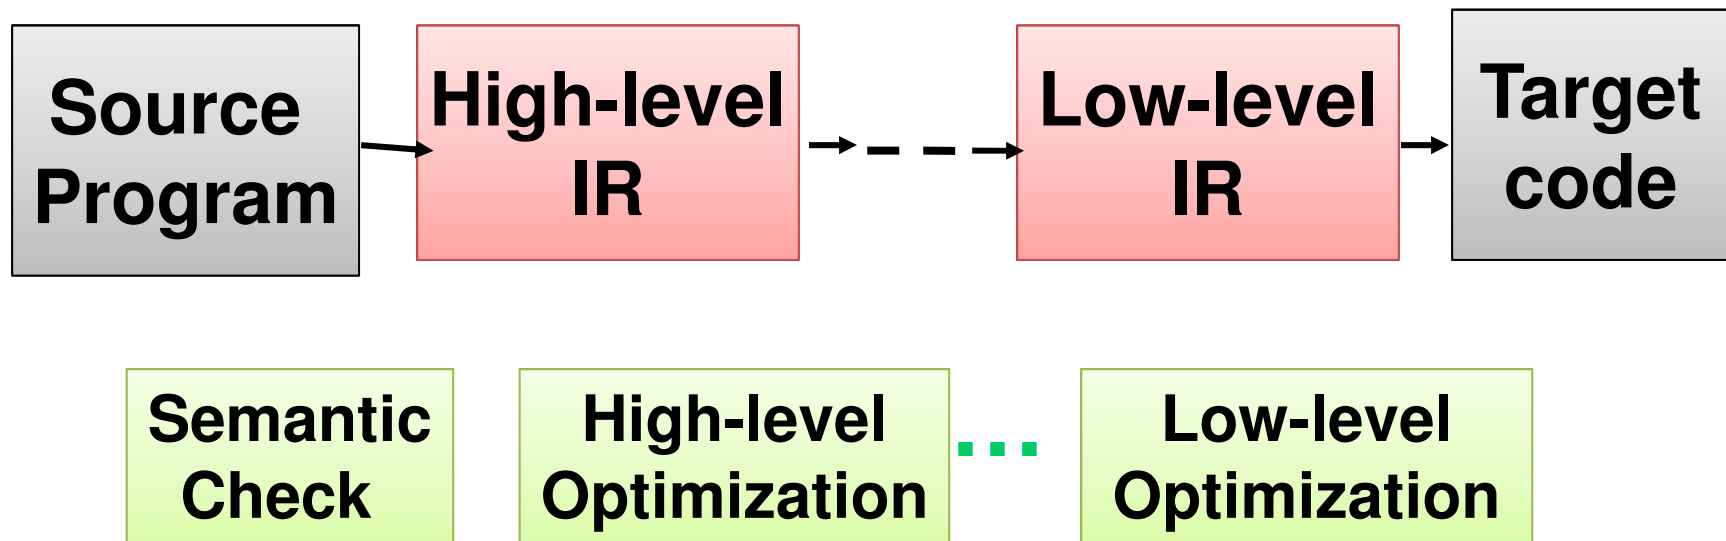 Source
Program
High-level
IR
Low-level
IR
Target
code
Semantic
Check
High-level
Optimization
...
Low-level
Optimization